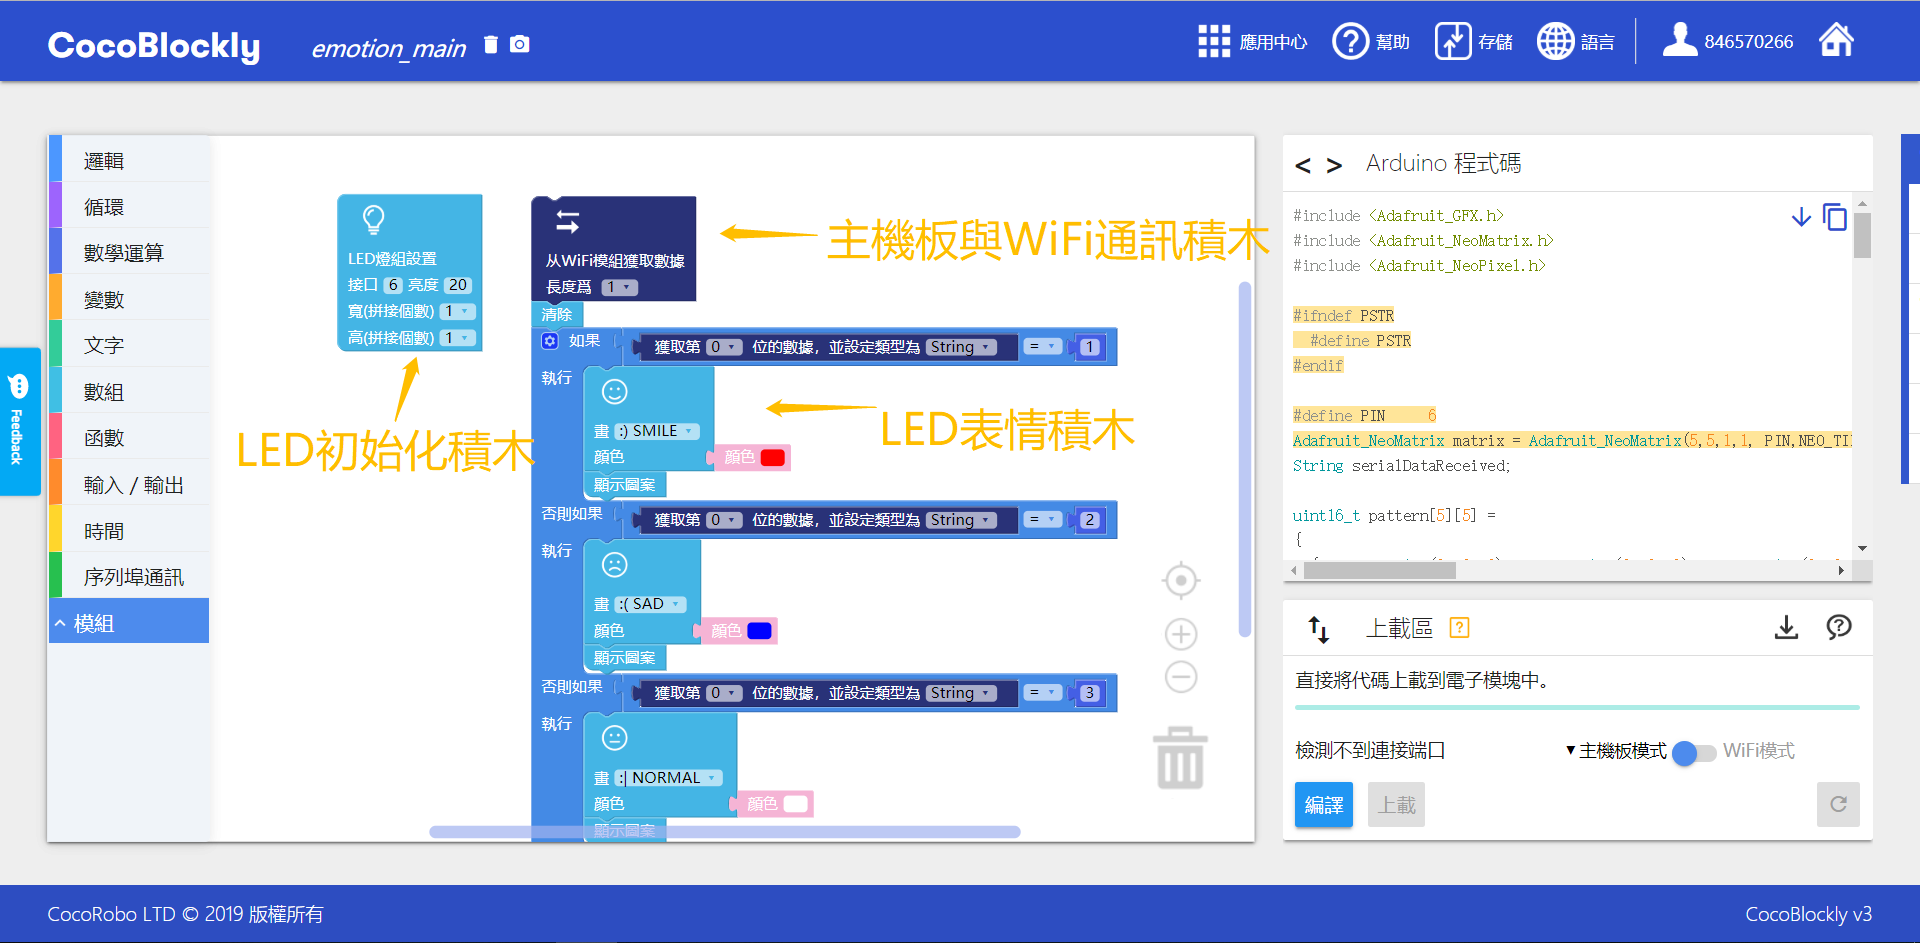 CocoBlockly
emotion_main
應用中心
幫助
存儲
語言
846570266
邏輯
循環
數學運算
變數
文字
數組
函數
輸入 / 輸出
時間
序列埠通訊
模組
Feedback
LED燈組設置
接口 6 亮度 20
寬(拼接個數) 1
高(拼接個數) 1
LED初始化積木
从WiFi模組獲取數據
長度爲 1
主機板與WiFi通訊積木
清除
如果 獲取第 0 位的數據，並設定類型為 String = 1
執行
畫 :) SMILE
顏色 顏色
顯示圖案
LED表情積木
否則如果 獲取第 0 位的數據，並設定類型為 String = 2
執行
畫 :( SAD
顏色 顏色
顯示圖案
否則如果 獲取第 0 位的數據，並設定類型為 String = 3
執行
畫 :| NORMAL
顏色 顏色
顯示圖案
< > Arduino 程式碼
#include <Adafruit_GFX.h>
#include <Adafruit_NeoMatrix.h>
#include <Adafruit_NeoPixel.h>
#ifndef PSTR
#define PSTR
#endif
#define PIN 6
Adafruit_NeoMatrix matrix = Adafruit_NeoMatrix(5,5,1,1, PIN,NEO_TI
String serialDataReceived;
uint16_t pattern[5][5] =
{
上載區
直接將代碼上載到電子模塊中。
檢測不到連接端口
▼主機板模式 WiFi模式
編譯
上載
CocoRobo LTD © 2019 版權所有
CocoBlockly v3